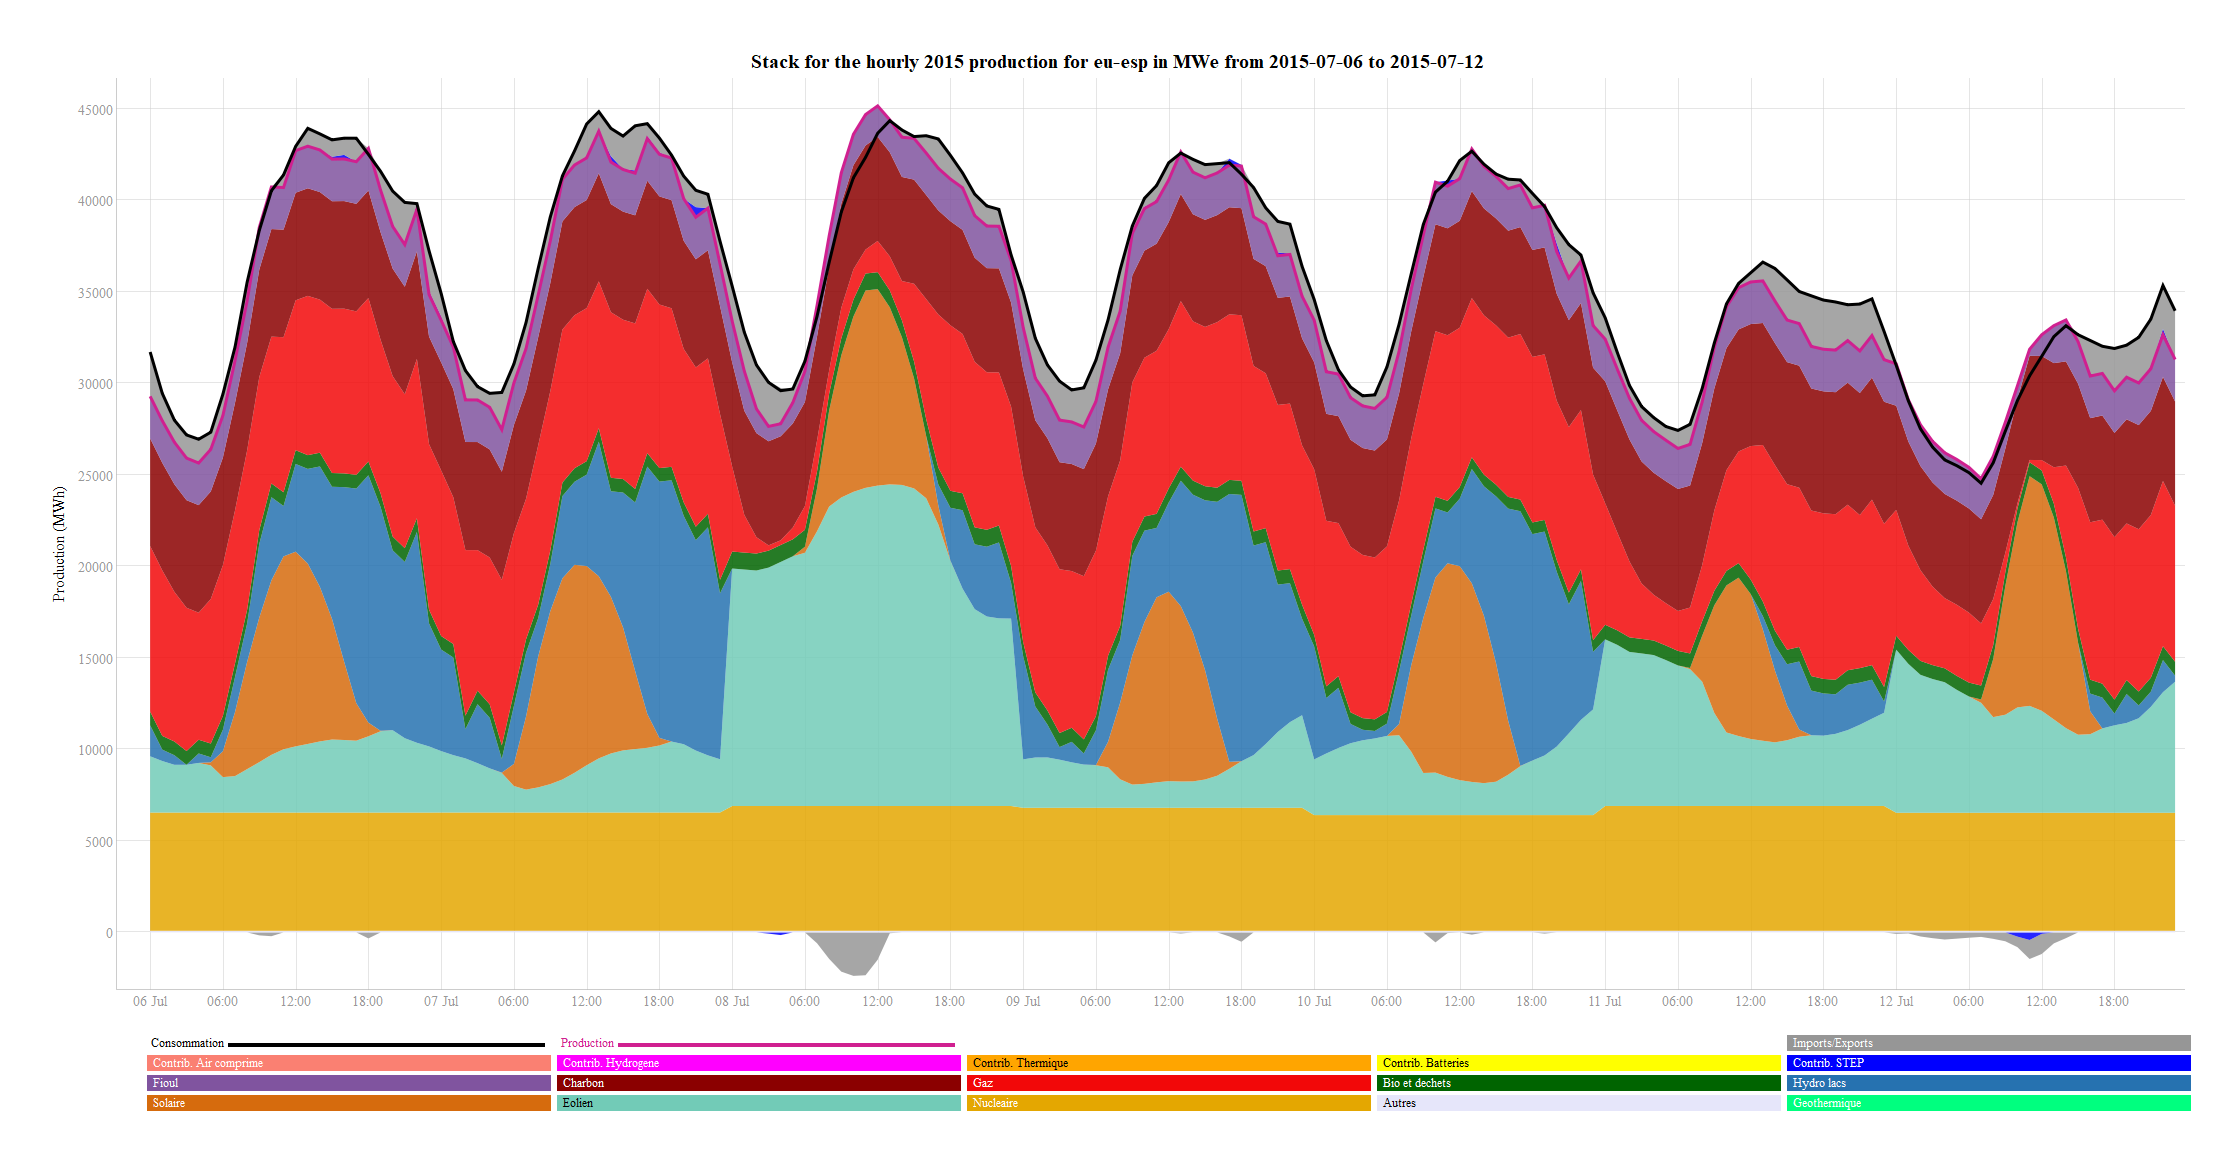 Stack for the hourly 2015 production for eu-esp in MWe from 2015-07-06 to 2015-07-12
45000
40000
35000
30000
25000
20000
15000
10000
5000
0
Production (MWh)
06 Jul 06:00 12:00 18:00 07 Jul 06:00 12:00 18:00 08 Jul 06:00 12:00 18:00 09 Jul 06:00 12:00 18:00 10 Jul 06:00 12:00 18:00 11 Jul 06:00 12:00 18:00 12 Jul 06:00 12:00 18:00
Consommation Production Imports/Exports
Contrib. Air comprime Contrib. Hydrogene Contrib. Thermique Contrib. Batteries Contrib. STEP
Fioul Charbon Gaz Bio et dechets Hydro lacs
Solaire Eolien Nucleaire Autres Geothermique